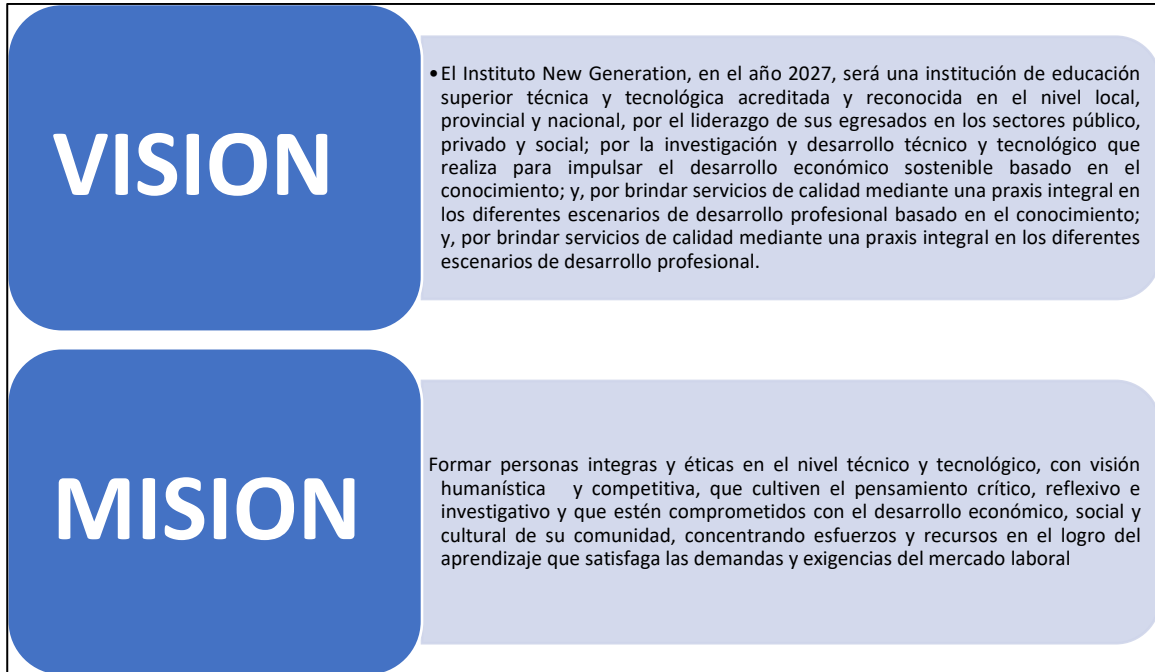 VISION
•El Instituto New Generation, en el año 2027, será una institución de educación
superior técnica y tecnológica acreditada y reconocida en el nivel local,
provincial y nacional, por el liderazgo de sus egresados en los sectores público,
privado y social; por la investigación y desarrollo técnico y tecnológico que
realiza para impulsar el desarrollo económico sostenible basado en el
conocimiento; y, por brindar servicios de calidad mediante una praxis integral en
los diferentes escenarios de desarrollo profesional basado en el conocimiento;
y, por brindar servicios de calidad mediante una praxis integral en los diferentes
escenarios de desarrollo profesional.
MISION
Formar personas integras y éticas en el nivel técnico y tecnológico, con visión
humanística y competitiva, que cultiven el pensamiento crítico, reflexivo e
investigativo y que estén comprometidos con el desarrollo económico, social y
cultural de su comunidad, concentrando esfuerzos y recursos en el logro del
aprendizaje que satisfaga las demandas y exigencias del mercado laboral